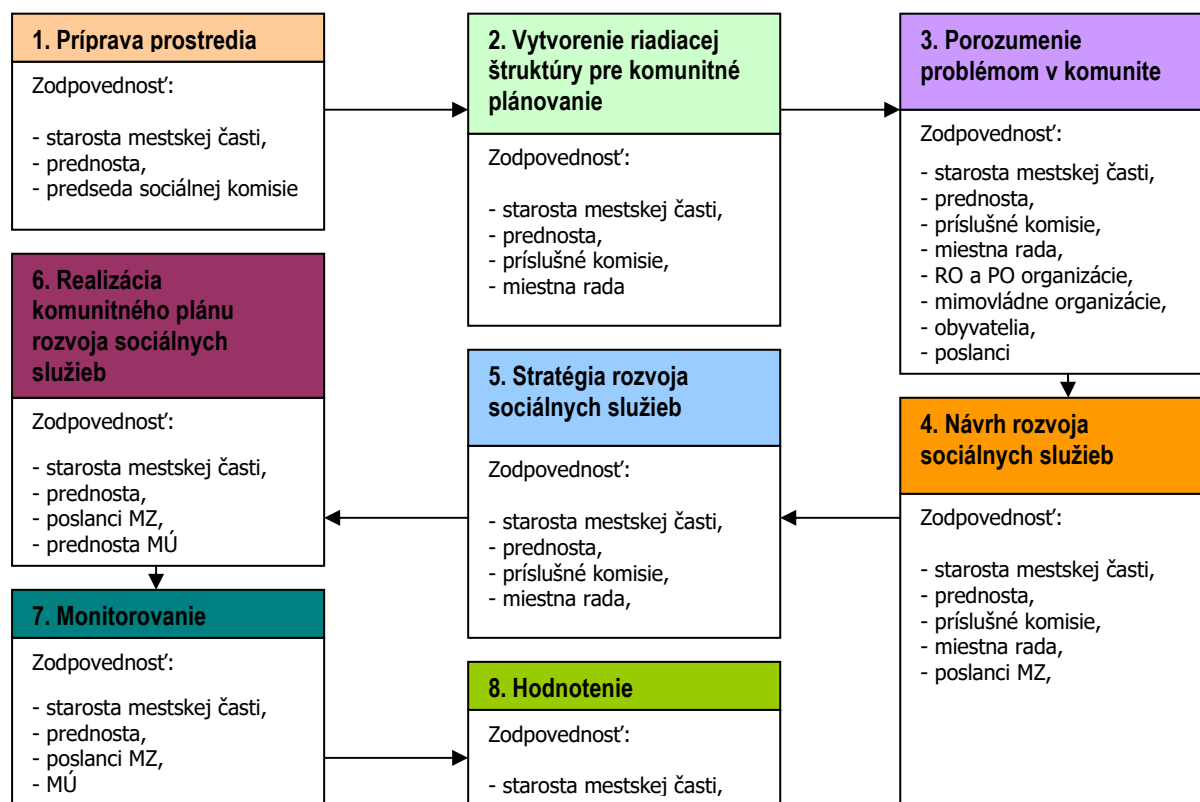 1. Príprava prostredia
Zodpovednosť:
- starosta mestskej časti,
- prednosta,
- predseda sociálnej komisie
2. Vytvorenie riadiacej
štruktúry pre komunitné
plánovanie
Zodpovednosť:
- starosta mestskej časti,
- prednosta,
- príslušné komisie,
- miestna rada
3. Porozumenie
problémom v komunite
Zodpovednosť:
- starosta mestskej časti,
- prednosta,
- príslušné komisie,
- miestna rada,
- RO a PO organizácie,
- mimovládne organizácie,
- obyvatelia,
- poslanci
4. Návrh rozvoja
sociálnych služieb
Zodpovednosť:
- starosta mestskej časti,
- prednosta,
- príslušné komisie,
- miestna rada,
- poslanci MZ,
5. Stratégia rozvoja
sociálnych služieb
Zodpovednosť:
- starosta mestskej časti,
- prednosta,
- príslušné komisie,
- miestna rada,
6. Realizácia
komunitného plánu
rozvoja sociálnych
služieb
Zodpovednosť:
- starosta mestskej časti,
- prednosta,
- poslanci MZ,
- prednosta MÚ
7. Monitorovanie
Zodpovednosť:
- starosta mestskej časti,
- prednosta,
- poslanci MZ,
- MÚ
8. Hodnotenie
Zodpovednosť:
- starosta mestskej časti,